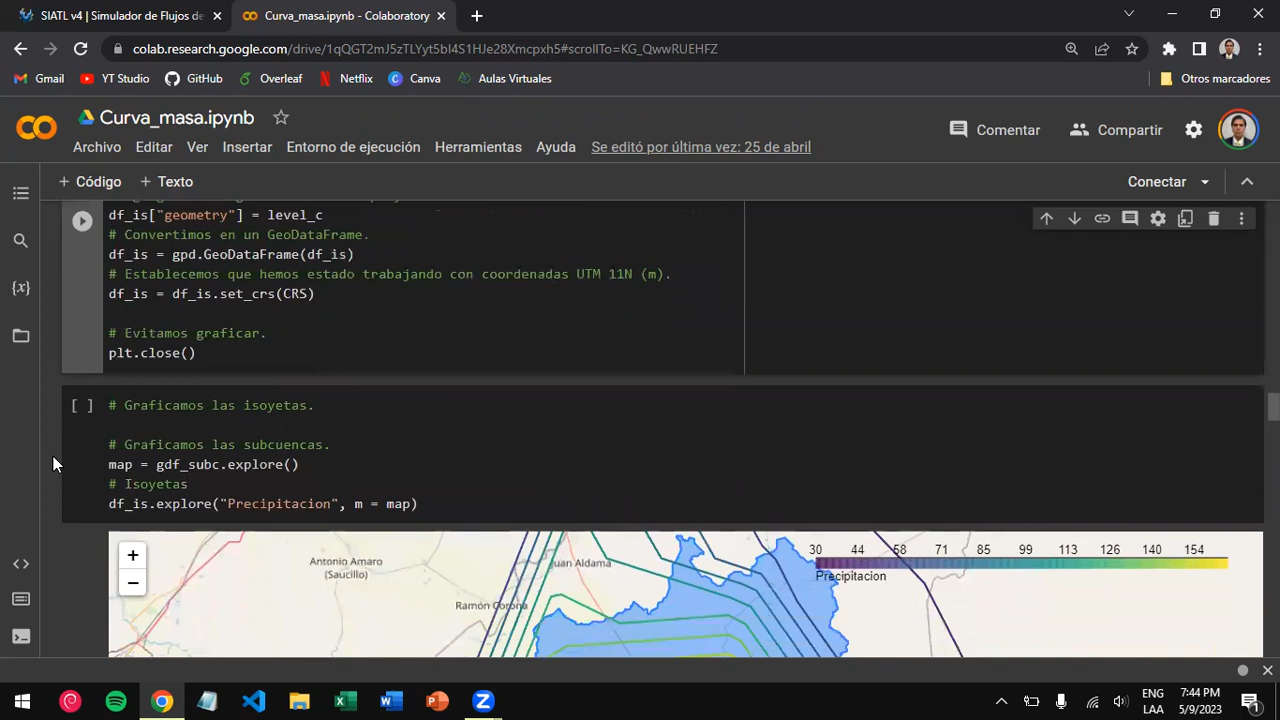 SIATL v4 | Simulador de Flujos de
Curva_masa.ipynb - Colaboratory
colab.research.google.com/drive/1qQGT2mJ5zTLYyt5bI4S1HJe28Xmcpxh5#scrollTo=KG_QwwRUEHFZ
Gmail YT Studio GitHub Overleaf Netflix Canva Aulas Virtuales Otros marcadores
Curva_masa.ipynb
Comentar Compartir
Archivo Editar Ver Insertar Entorno de ejecución Herramientas Ayuda Se editó por última vez: 25 de abril
+ Código + Texto Conectar
df_is["geometry"] = level_c
# Convertimos en un GeoDataFrame.
df_is = gpd.GeoDataFrame(df_is)
# Establecemos que hemos estado trabajando con coordenadas UTM 11N (m).
df_is = df_is.set_crs(CRS)
# Evitamos graficar.
plt.close()
[ ] # Graficamos las isoyetas.
# Graficamos las subcuencas.
map = gdf_subc.explore()
# Isoyetas
df_is.explore("Precipitacion", m = map)
+
−
Antonio Amaro
(Saucillo)
Juan Aldama
Ramón Corona
30 44 58 71 85 99 113 126 140 154
Precipitacion
ENG
LAA
7:44 PM
5/9/2023